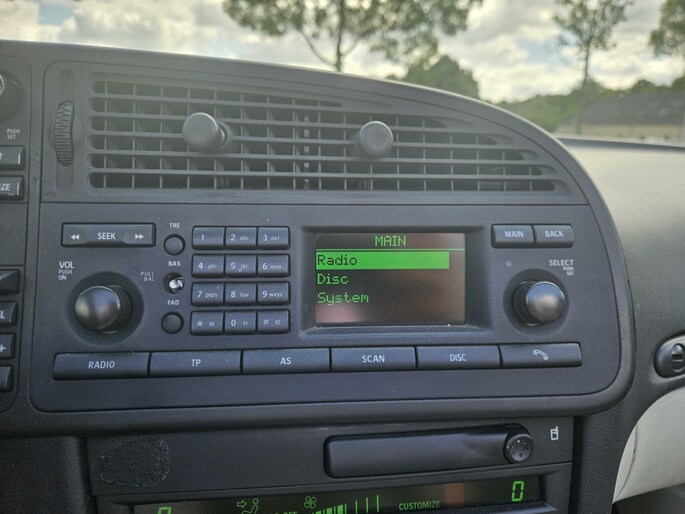 PUSH
SET
TRE
◄◄ SEEK ►►
1 2 abc 3 def
MAIN
MAIN BACK
BAS
VOL
PUSH
ON
PULL
BAL
4 ghi 5 jkl 6 mno
Radio
SELECT
PUSH
SET
Disc
7 pqrs 8 tuv 9 wxyz
System
FAD
RADIO TP AS SCAN DISC
CUSTOMIZE
0